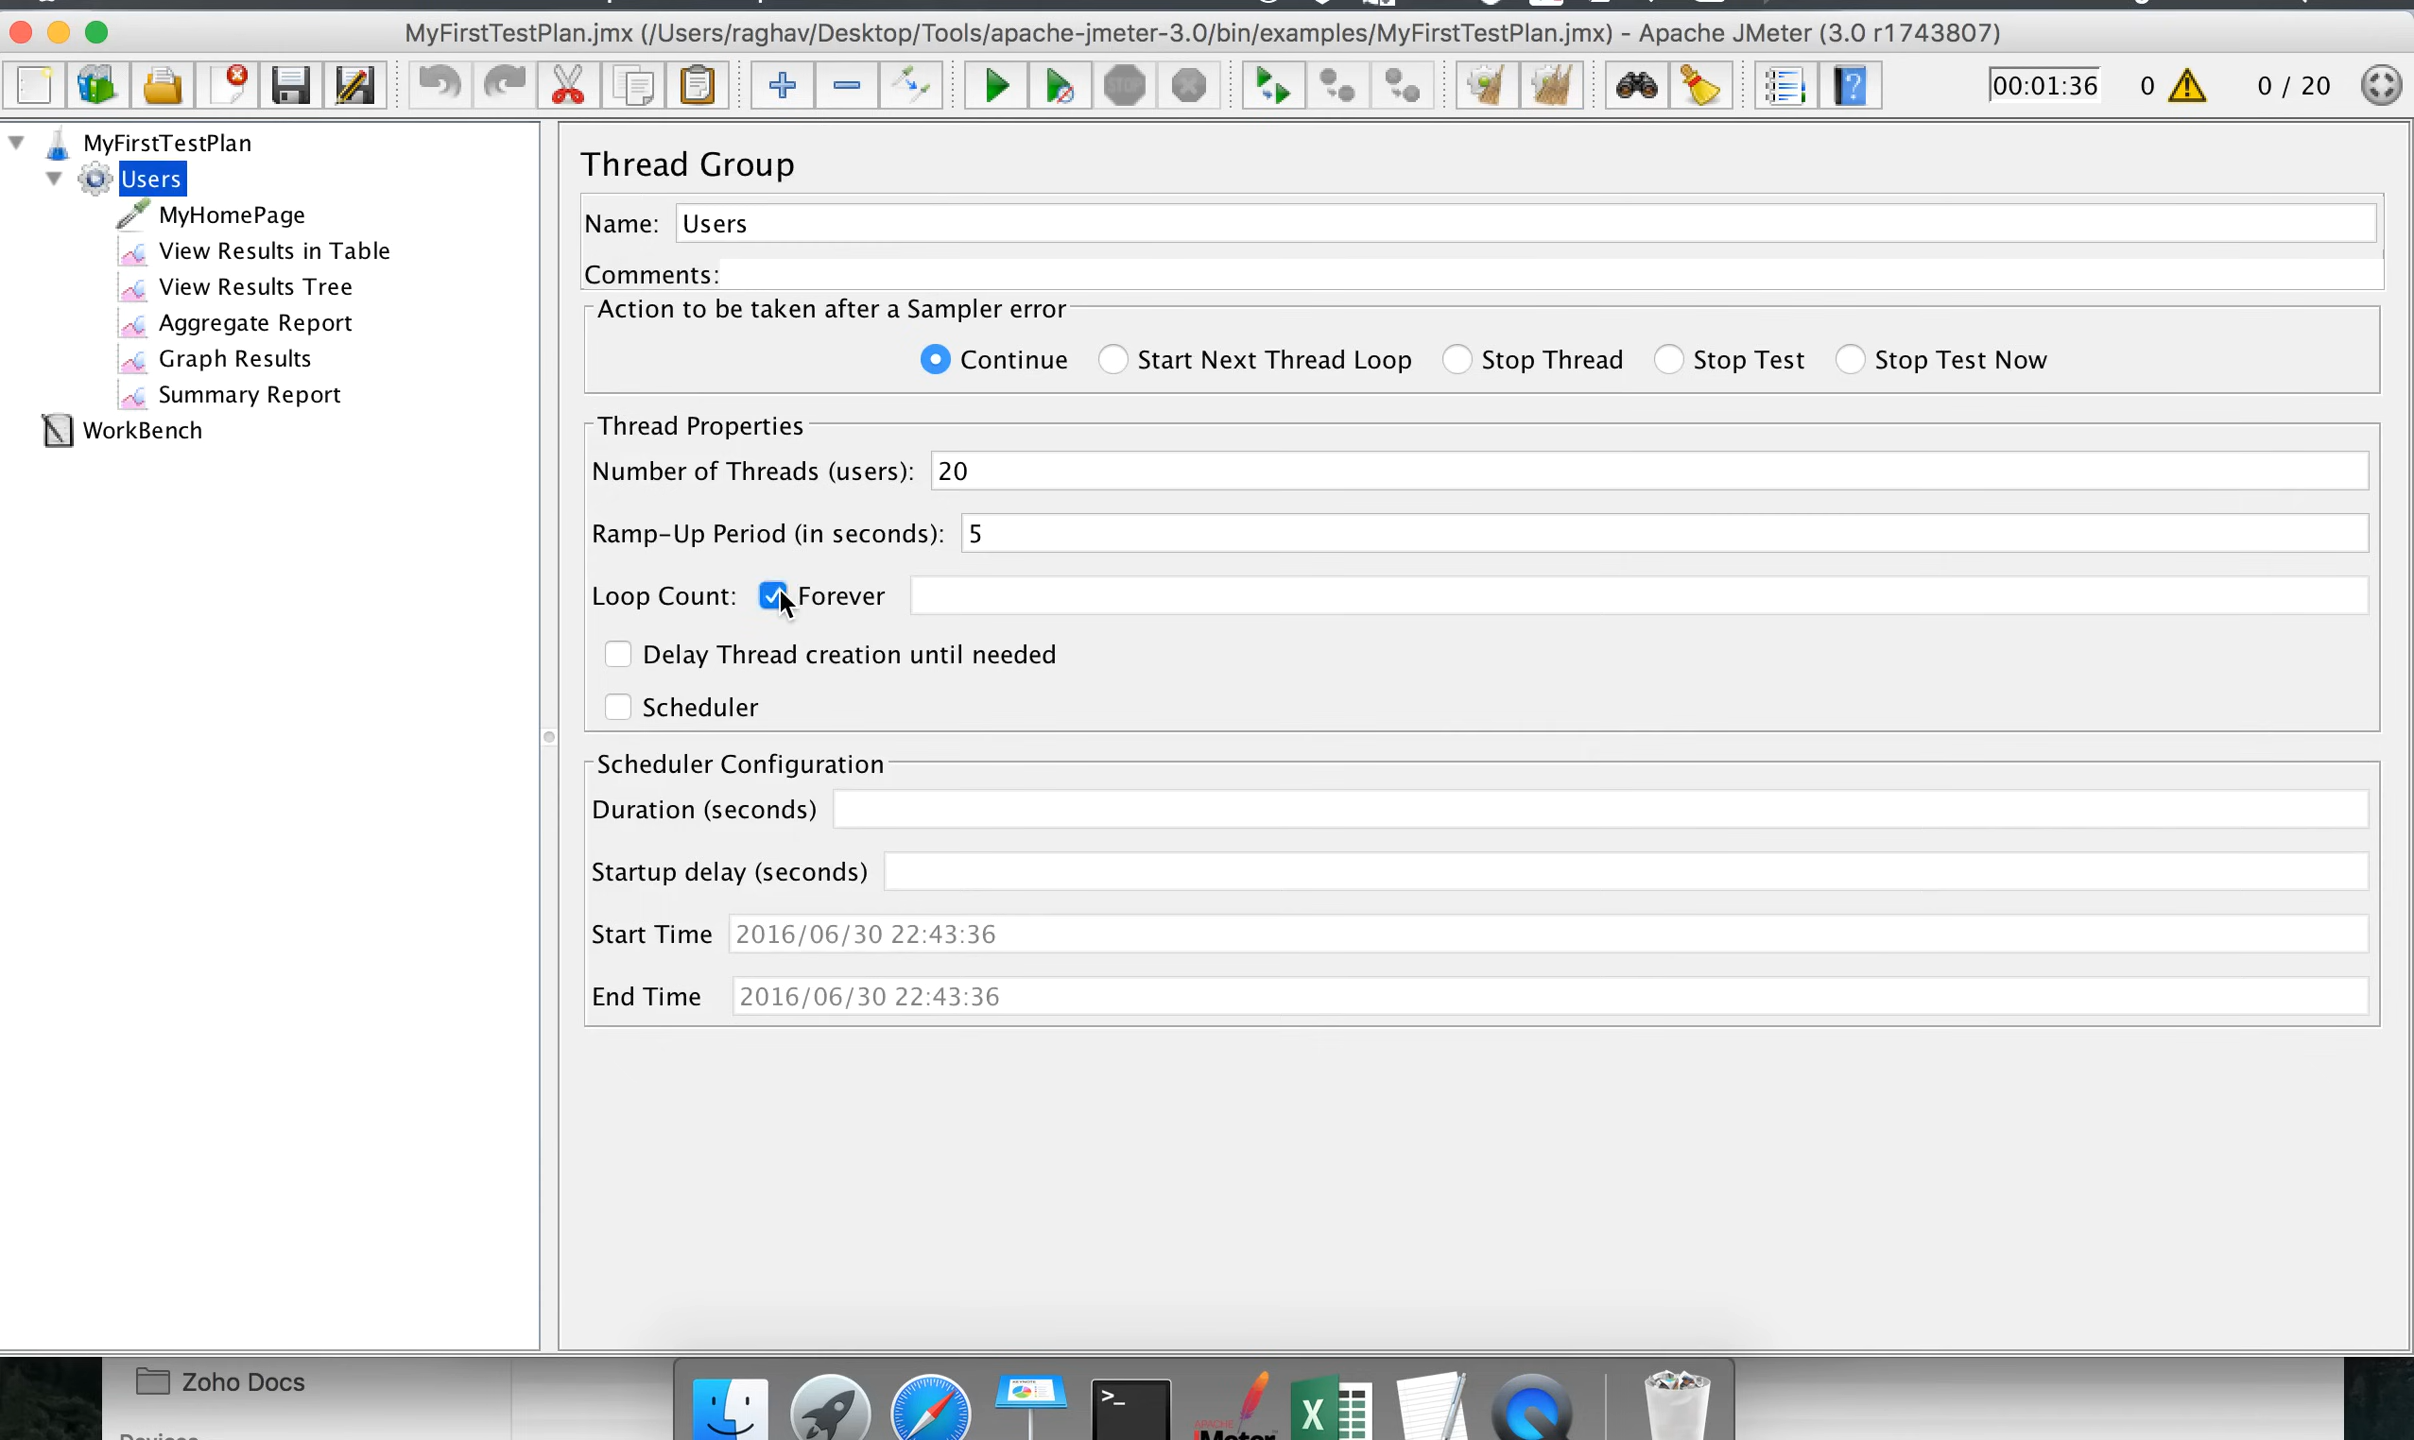 MyFirstTestPlan.jmx (/Users/raghav/Desktop/Tools/apache-jmeter-3.0/bin/examples/MyFirstTestPlan.jmx) - Apache JMeter (3.0 r1743807)
00:01:36 0 0 / 20
MyFirstTestPlan
Users
MyHomePage
View Results in Table
View Results Tree
Aggregate Report
Graph Results
Summary Report
WorkBench
Thread Group
Name: Users
Comments:
Action to be taken after a Sampler error
Continue Start Next Thread Loop Stop Thread Stop Test Stop Test Now
Thread Properties
Number of Threads (users): 20
Ramp-Up Period (in seconds): 5
Loop Count: Forever
Delay Thread creation until needed
Scheduler
Scheduler Configuration
Duration (seconds)
Startup delay (seconds)
Start Time 2016/06/30 22:43:36
End Time 2016/06/30 22:43:36
Zoho Docs